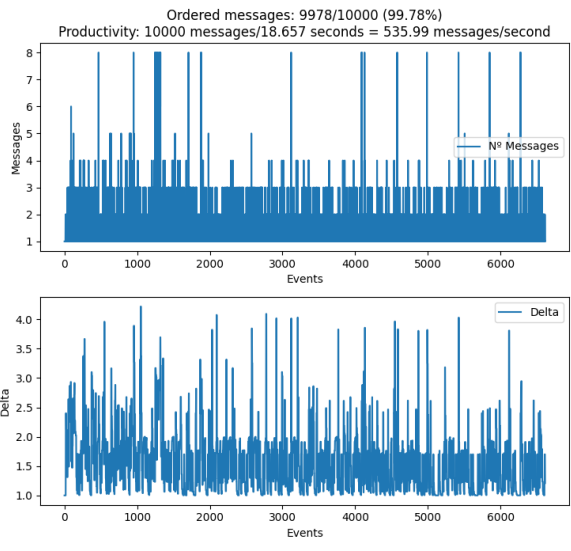 Ordered messages: 9978/10000 (99.78%)
Productivity: 10000 messages/18.657 seconds = 535.99 messages/second
8
7
6
5
4
3
2
1
Messages
Nº Messages
0 1000 2000 3000 4000 5000 6000
Events
4.0
3.5
3.0
2.5
2.0
1.5
1.0
Delta
Delta
0 1000 2000 3000 4000 5000 6000
Events